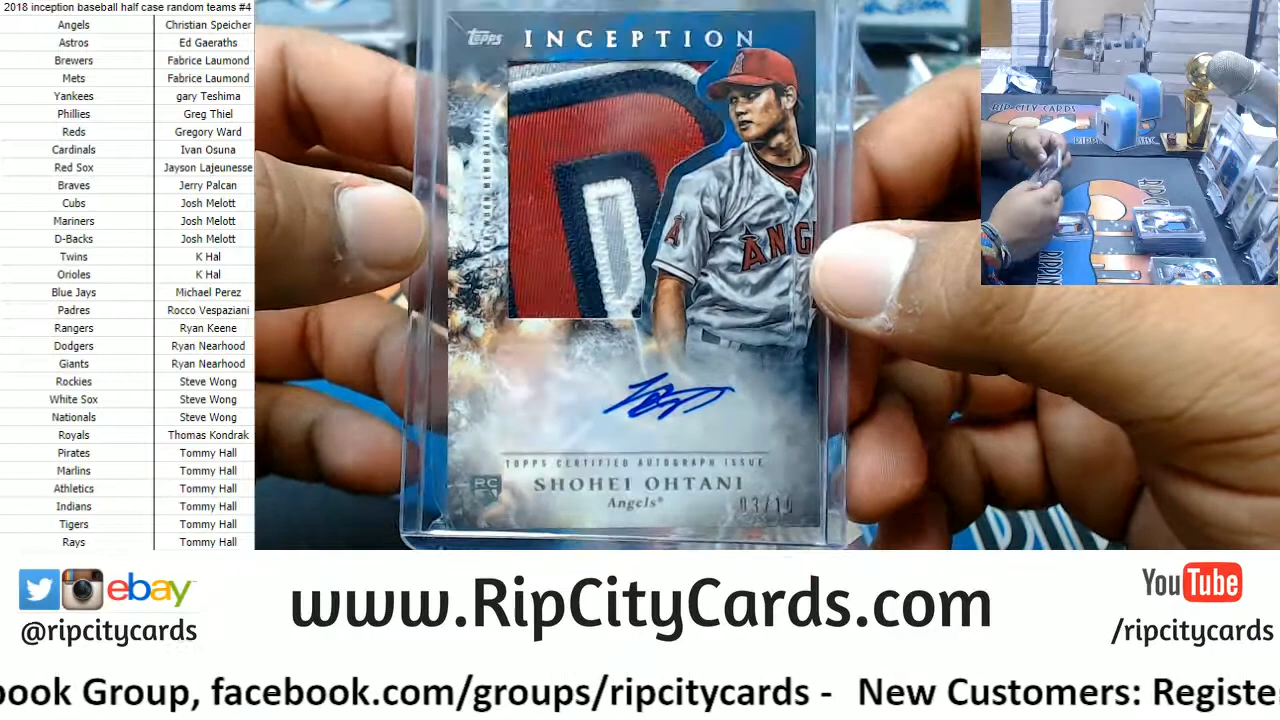 2018 inception baseball half case random teams #4
Angels Christian Speicher
Astros Ed Gaeraths
Brewers Fabrice Laumond
Mets Fabrice Laumond
Yankees gary Teshima
Phillies Greg Thiel
Reds Gregory Ward
Cardinals Ivan Osuna
Red Sox Jayson Lajeunesse
Braves Jerry Palcan
Cubs Josh Melott
Mariners Josh Melott
D-Backs Josh Melott
Twins K Hal
Orioles K Hal
Blue Jays Michael Perez
Padres Rocco Vespaziani
Rangers Ryan Keene
Dodgers Ryan Nearhood
Giants Ryan Nearhood
Rockies Steve Wong
White Sox Steve Wong
Nationals Steve Wong
Royals Thomas Kondrak
Pirates Tommy Hall
Marlins Tommy Hall
Athletics Tommy Hall
Indians Tommy Hall
Tigers Tommy Hall
Rays Tommy Hall
Topps INCEPTION
A ANG
TOPPS CERTIFIED AUTOGRAPH ISSUE
RC SHOHEI OHTANI
Angels®
03/10
RIP CITY CARDS
ebay
@ripcitycards
www.RipCityCards.com
YouTube
/ripcitycards
book Group, facebook.com/groups/ripcitycards - New Customers: Registe